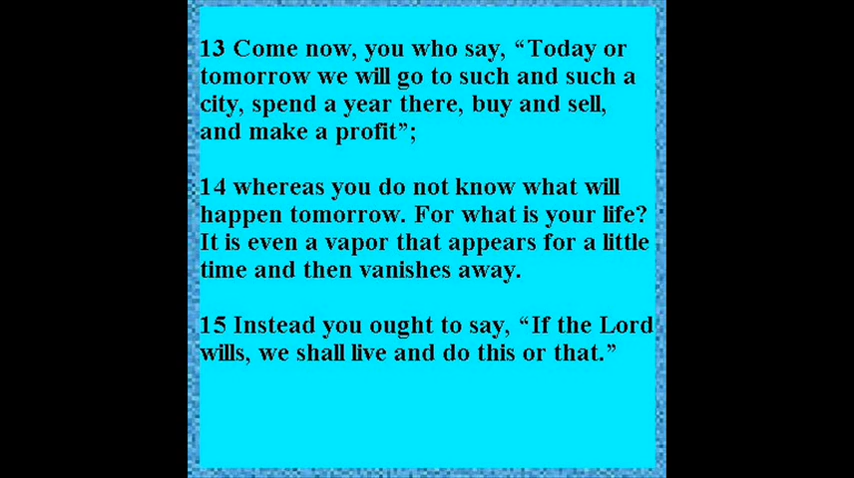 13 Come now, you who say, “Today or
tomorrow we will go to such and such a
city, spend a year there, buy and sell,
and make a profit”;
14 whereas you do not know what will
happen tomorrow. For what is your life?
It is even a vapor that appears for a little
time and then vanishes away.
15 Instead you ought to say, “If the Lord
wills, we shall live and do this or that.”